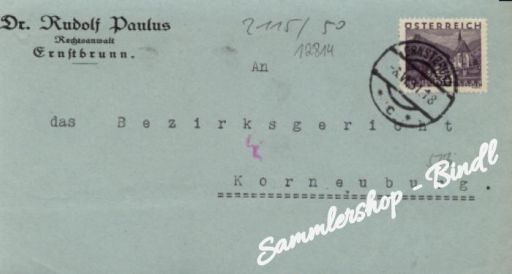 Dr. Rudolf Paulus
Rechtsanwalt
Ernstbrunn.
2115/50
12814
ÖSTERREICH
An
das Bezirksgericht
Korneuburg.
Sammlershop - Bindl